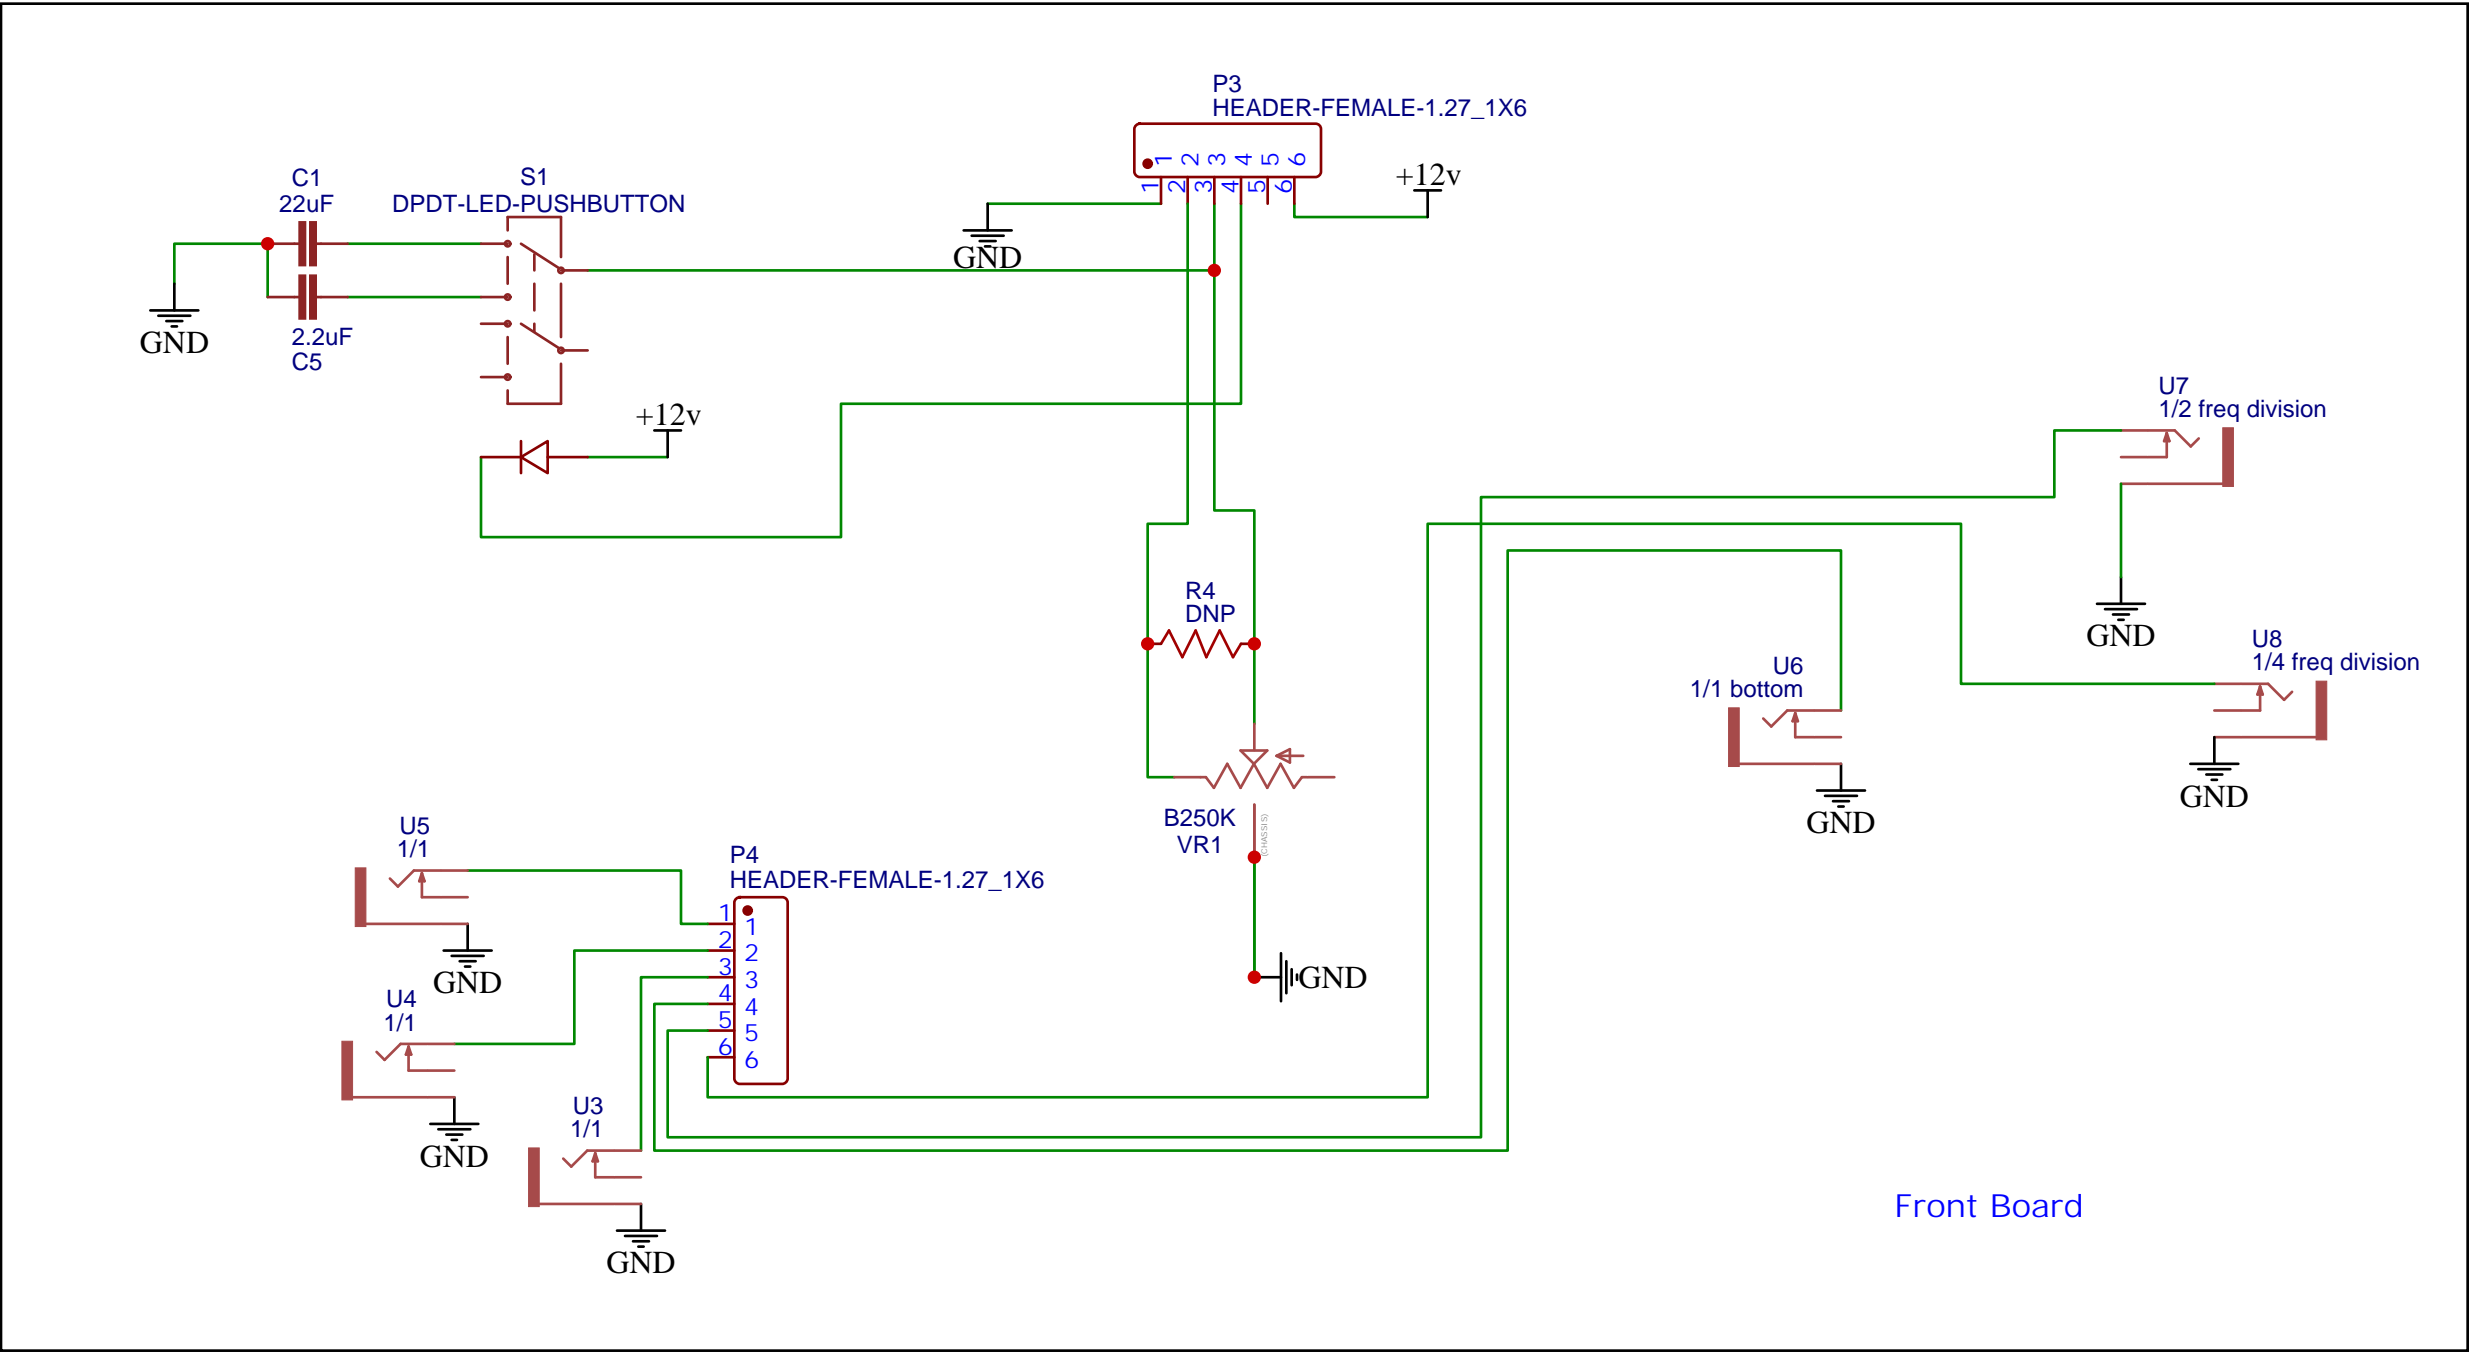 P3
HEADER-FEMALE-1.27_1X6
1 2 3 4 5 6
1 2 3 4 5 6
+12v
GND
C1
22uF
S1
DPDT-LED-PUSHBUTTON
GND
2.2uF
C5
+12v
U7
1/2 freq division
GND
R4
DNP
U8
1/4 freq division
GND
U6
1/1 bottom
GND
B250K
VR1
(CHASSIS)
GND
U5
1/1
GND
P4
HEADER-FEMALE-1.27_1X6
1 1
2 2
3 3
4 4
5 5
6 6
U4
1/1
GND
U3
1/1
GND
Front Board